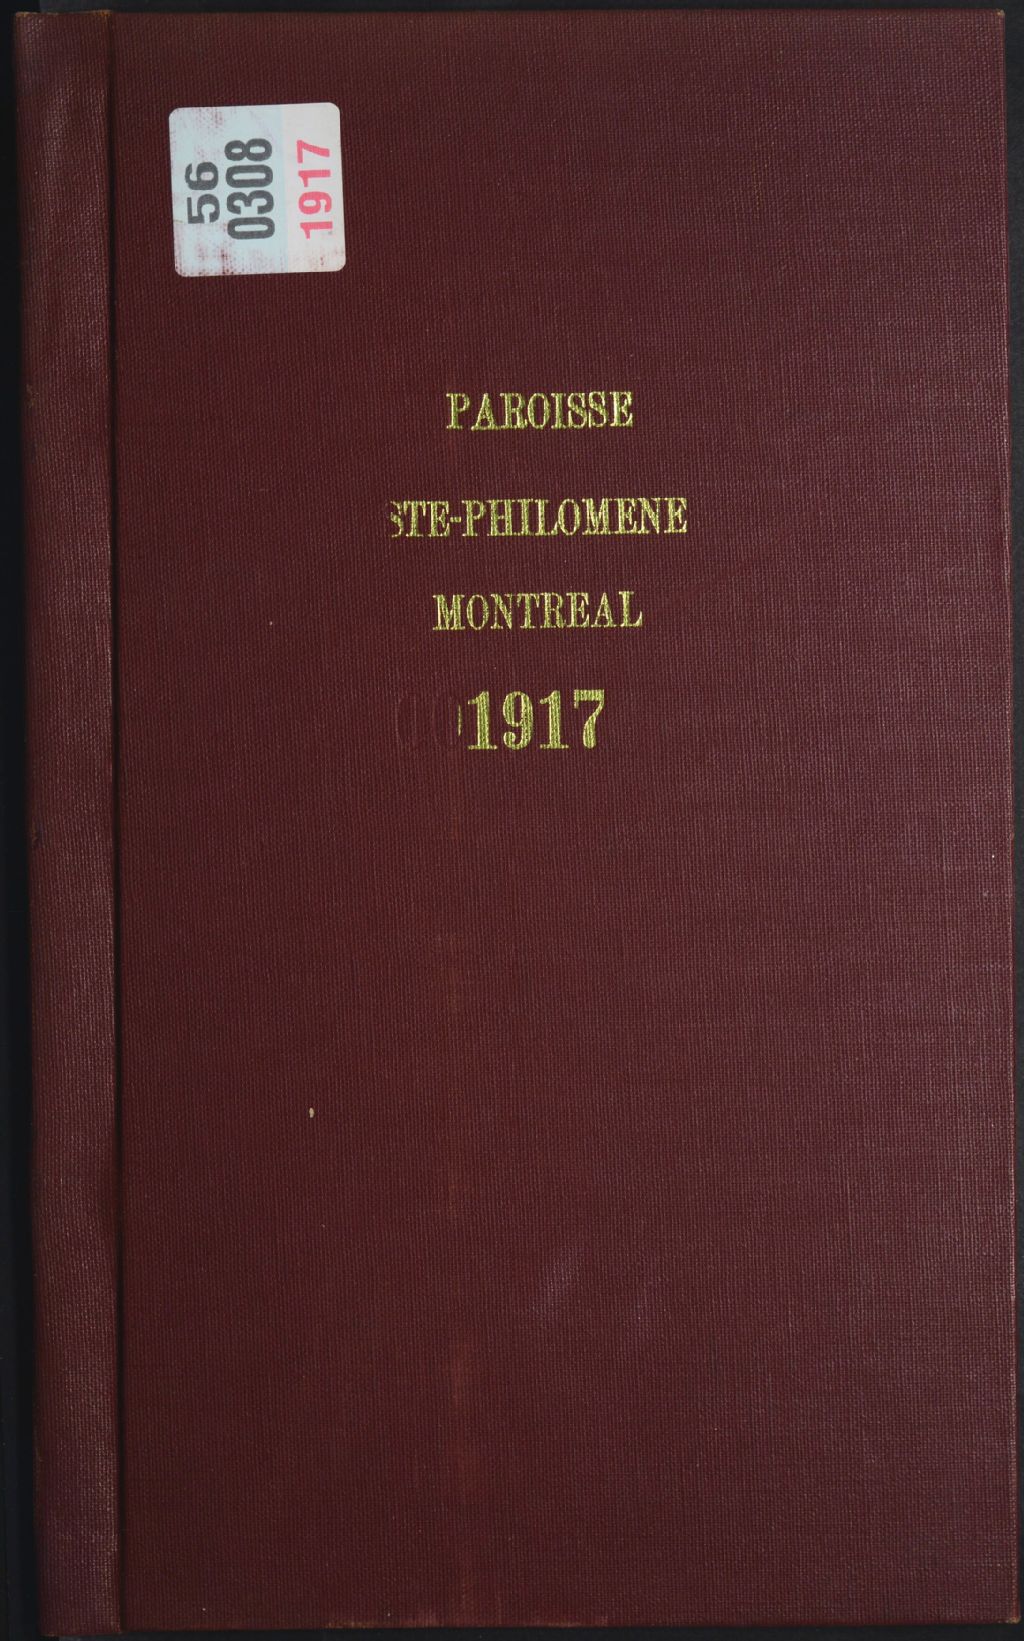 56
0308
1917
PAROISSE
STE-PHILOMENE
MONTREAL
1917